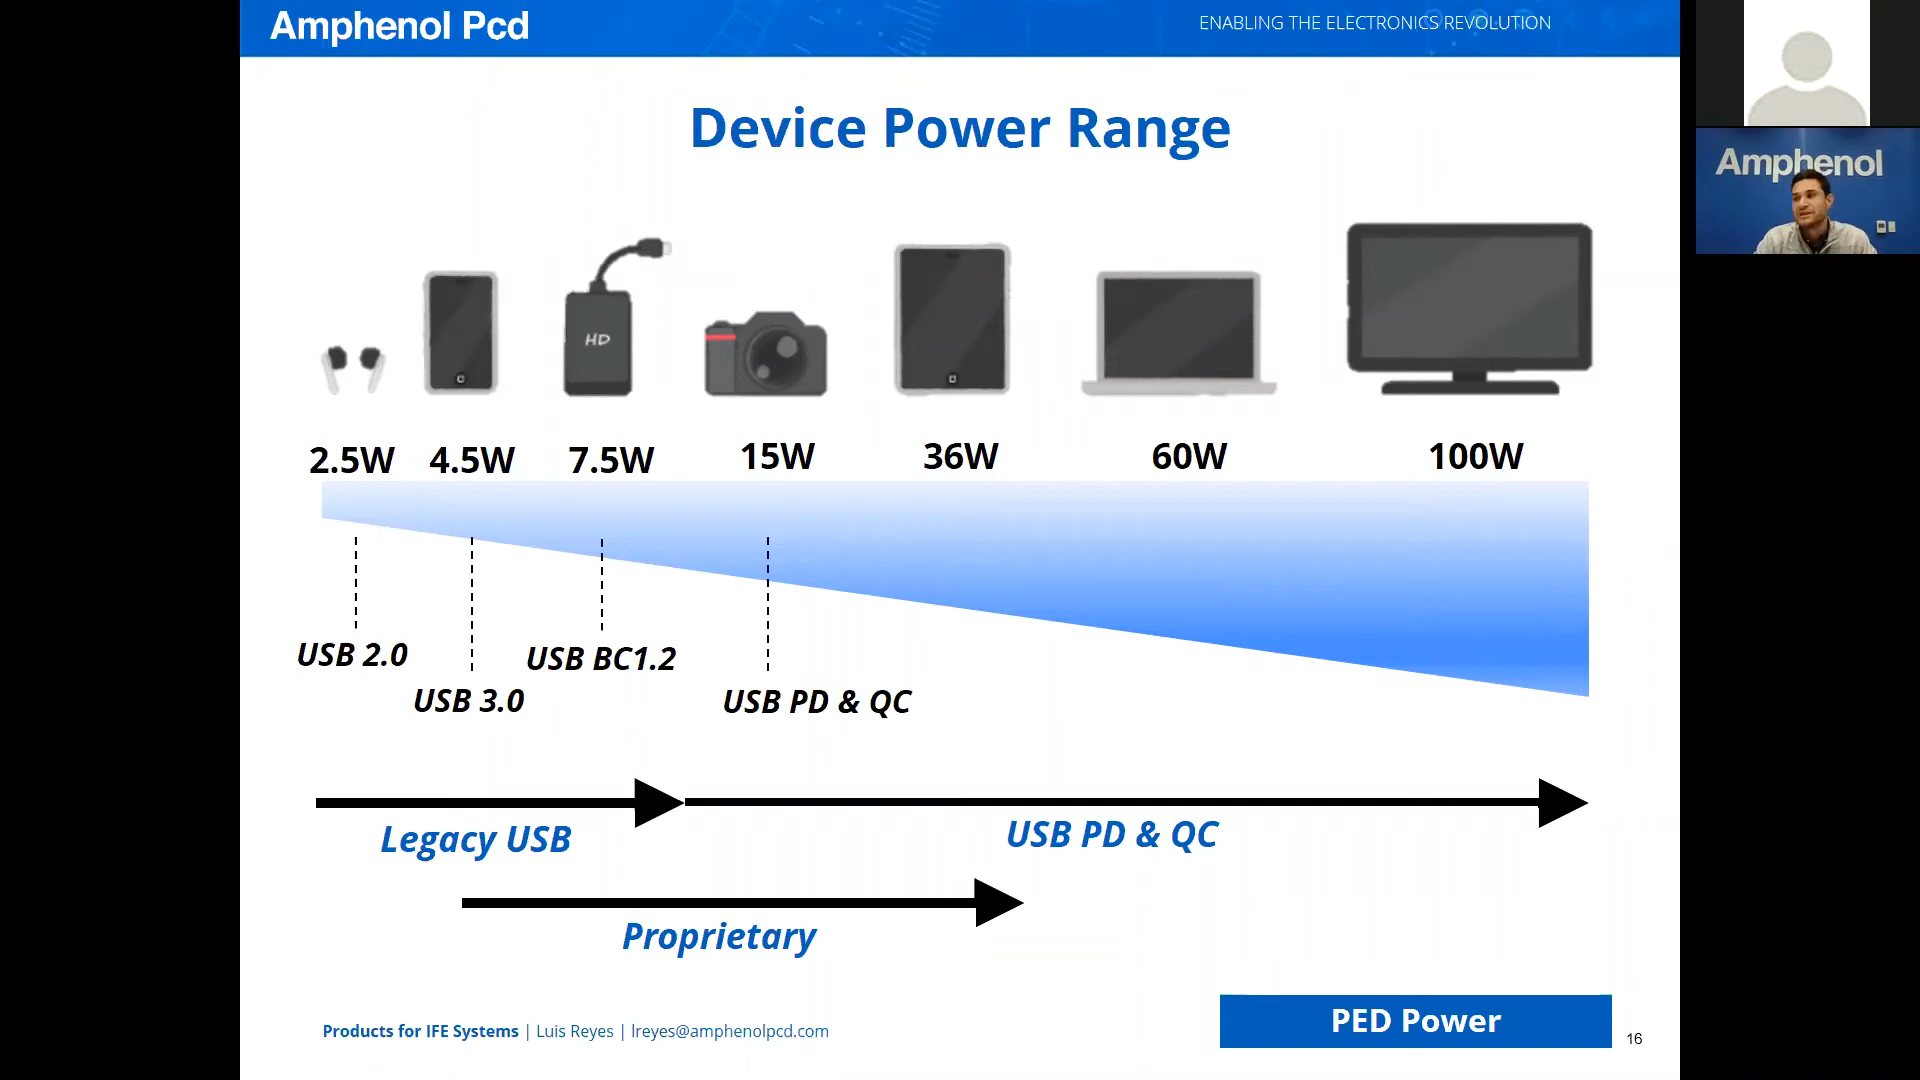 Amphenol Pcd
ENABLING THE ELECTRONICS REVOLUTION
Amphenol
Device Power Range
HD
2.5W 4.5W 7.5W 15W 36W 60W 100W
USB 2.0
USB BC1.2
USB 3.0
USB PD & QC
Legacy USB
USB PD & QC
Proprietary
Products for IFE Systems | Luis Reyes | lreyes@amphenolpcd.com
PED Power
16